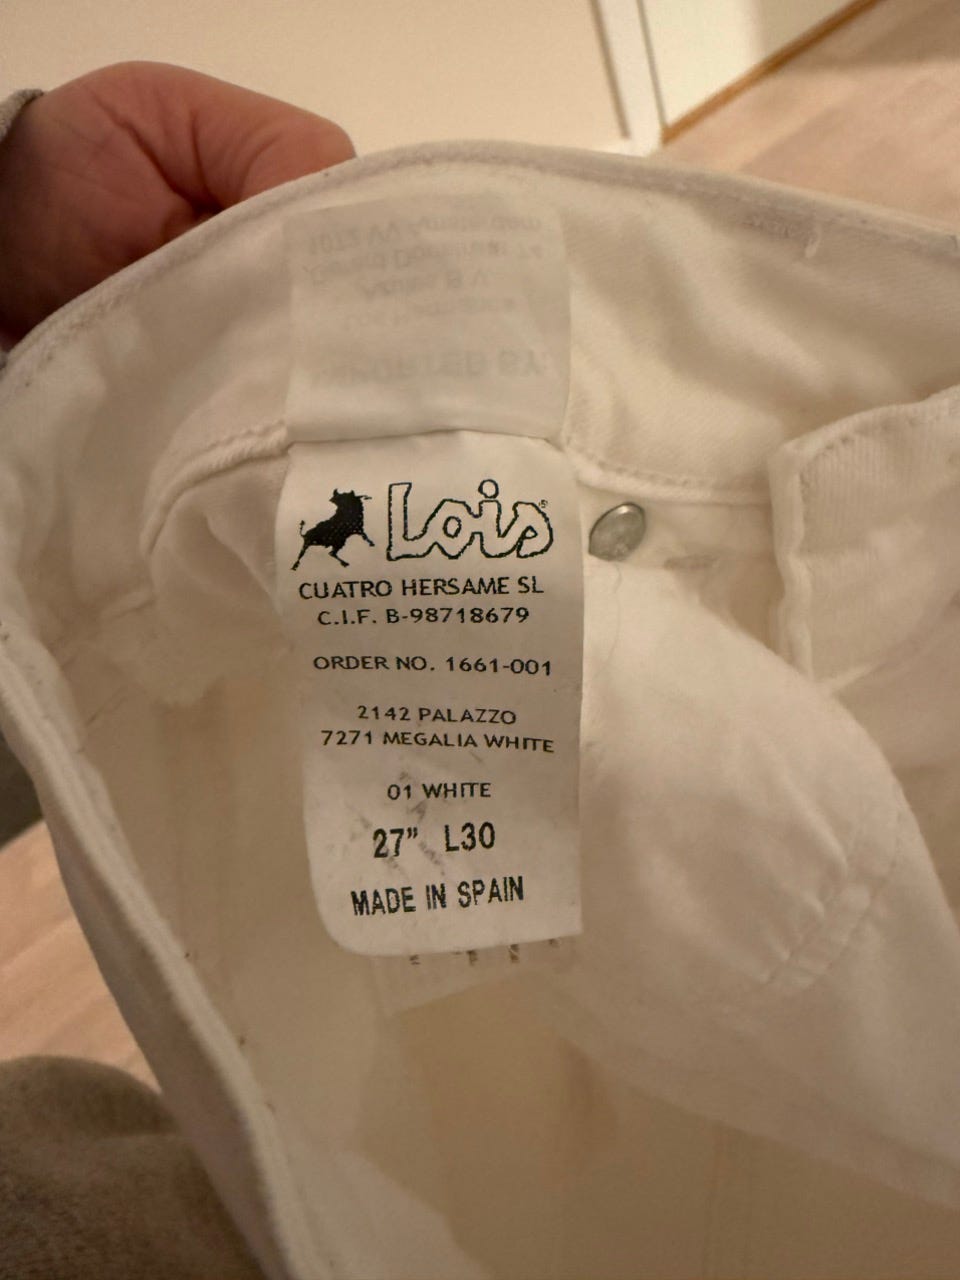 Lois
CUATRO HERSAME SL
C.I.F. B-98718679
ORDER NO. 1661-001
2142 PALAZZO
7271 MEGALIA WHITE
01 WHITE
27" L30
MADE IN SPAIN